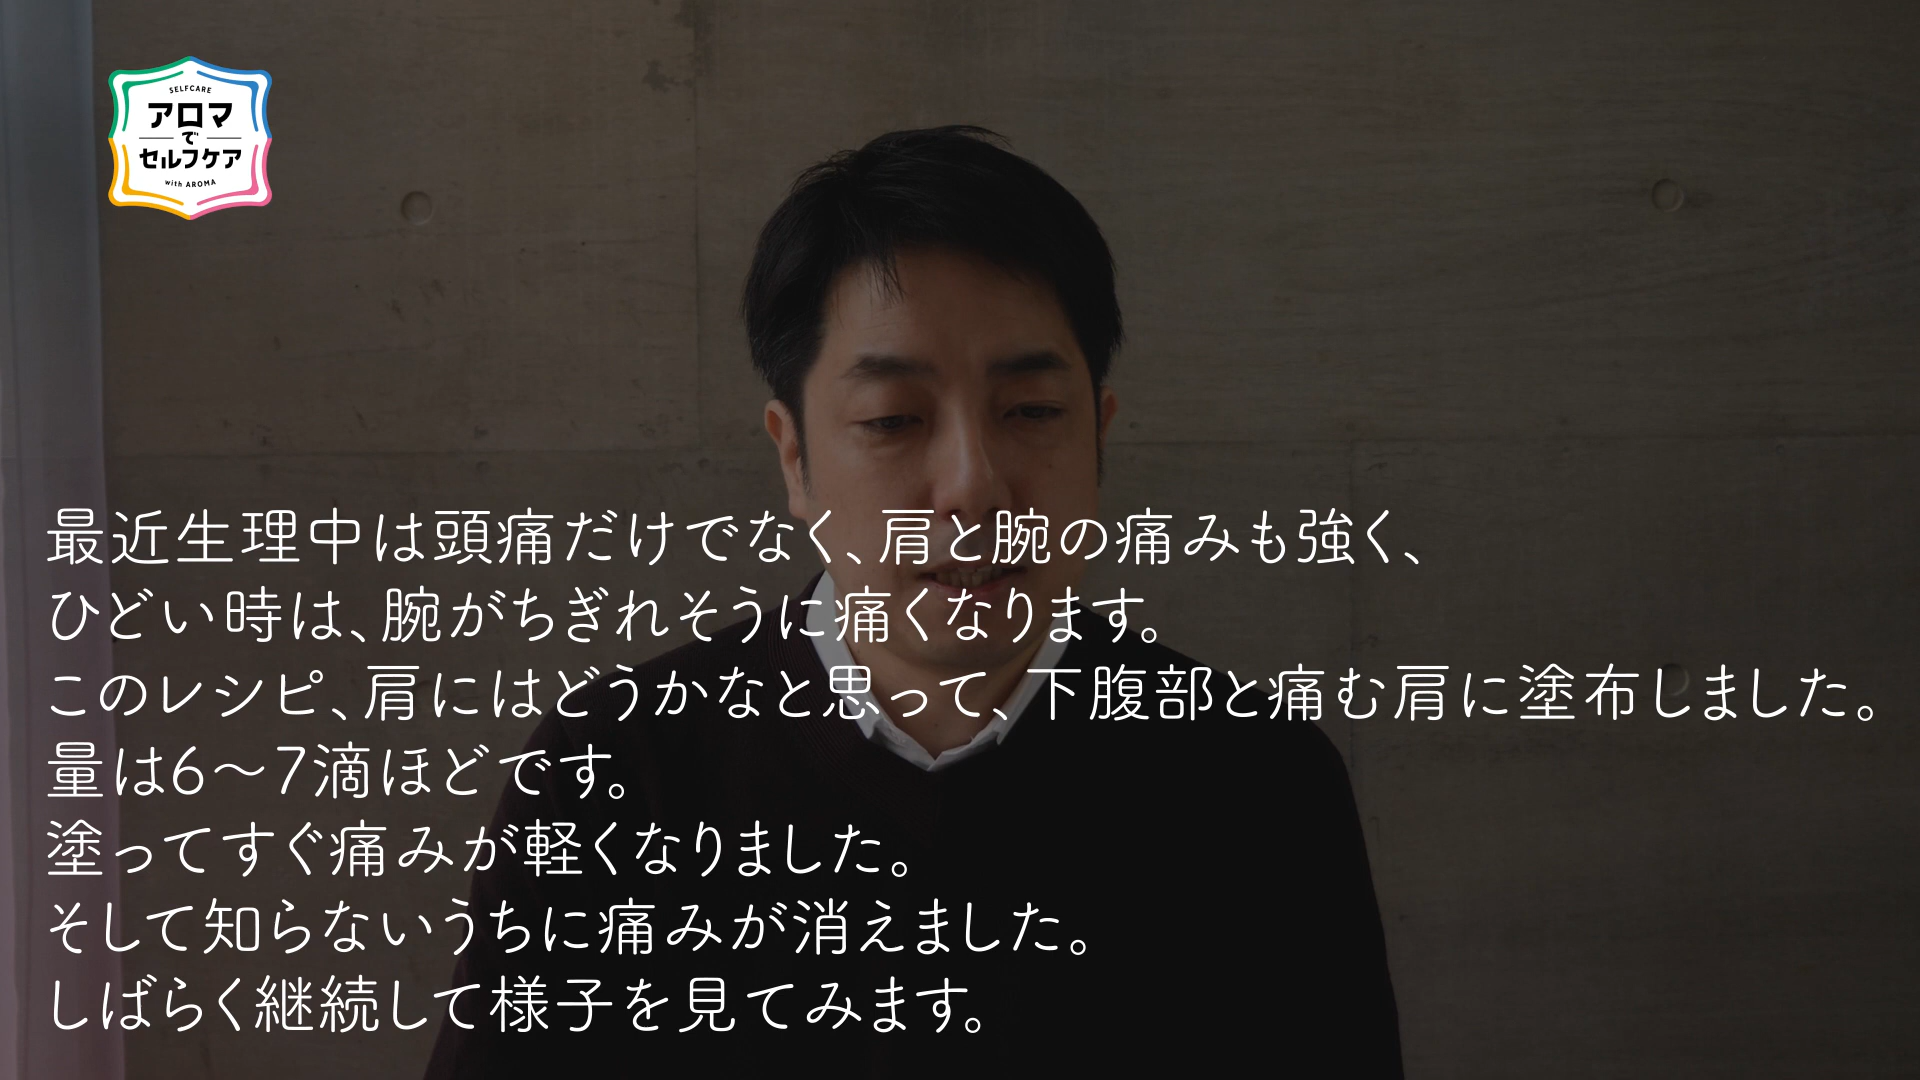 SELFCARE
アロマ
で
セルフケア
with AROMA
最近生理中は頭痛だけでなく、肩と腕の痛みも強く、
ひどい時は、腕がちぎれそうに痛くなります。
このレシピ、肩にはどうかなと思って、下腹部と痛む肩に塗布しました。
量は6〜7滴ほどです。
塗ってすぐ痛みが軽くなりました。
そして知らないうちに痛みが消えました。
しばらく継続して様子を見てみます。